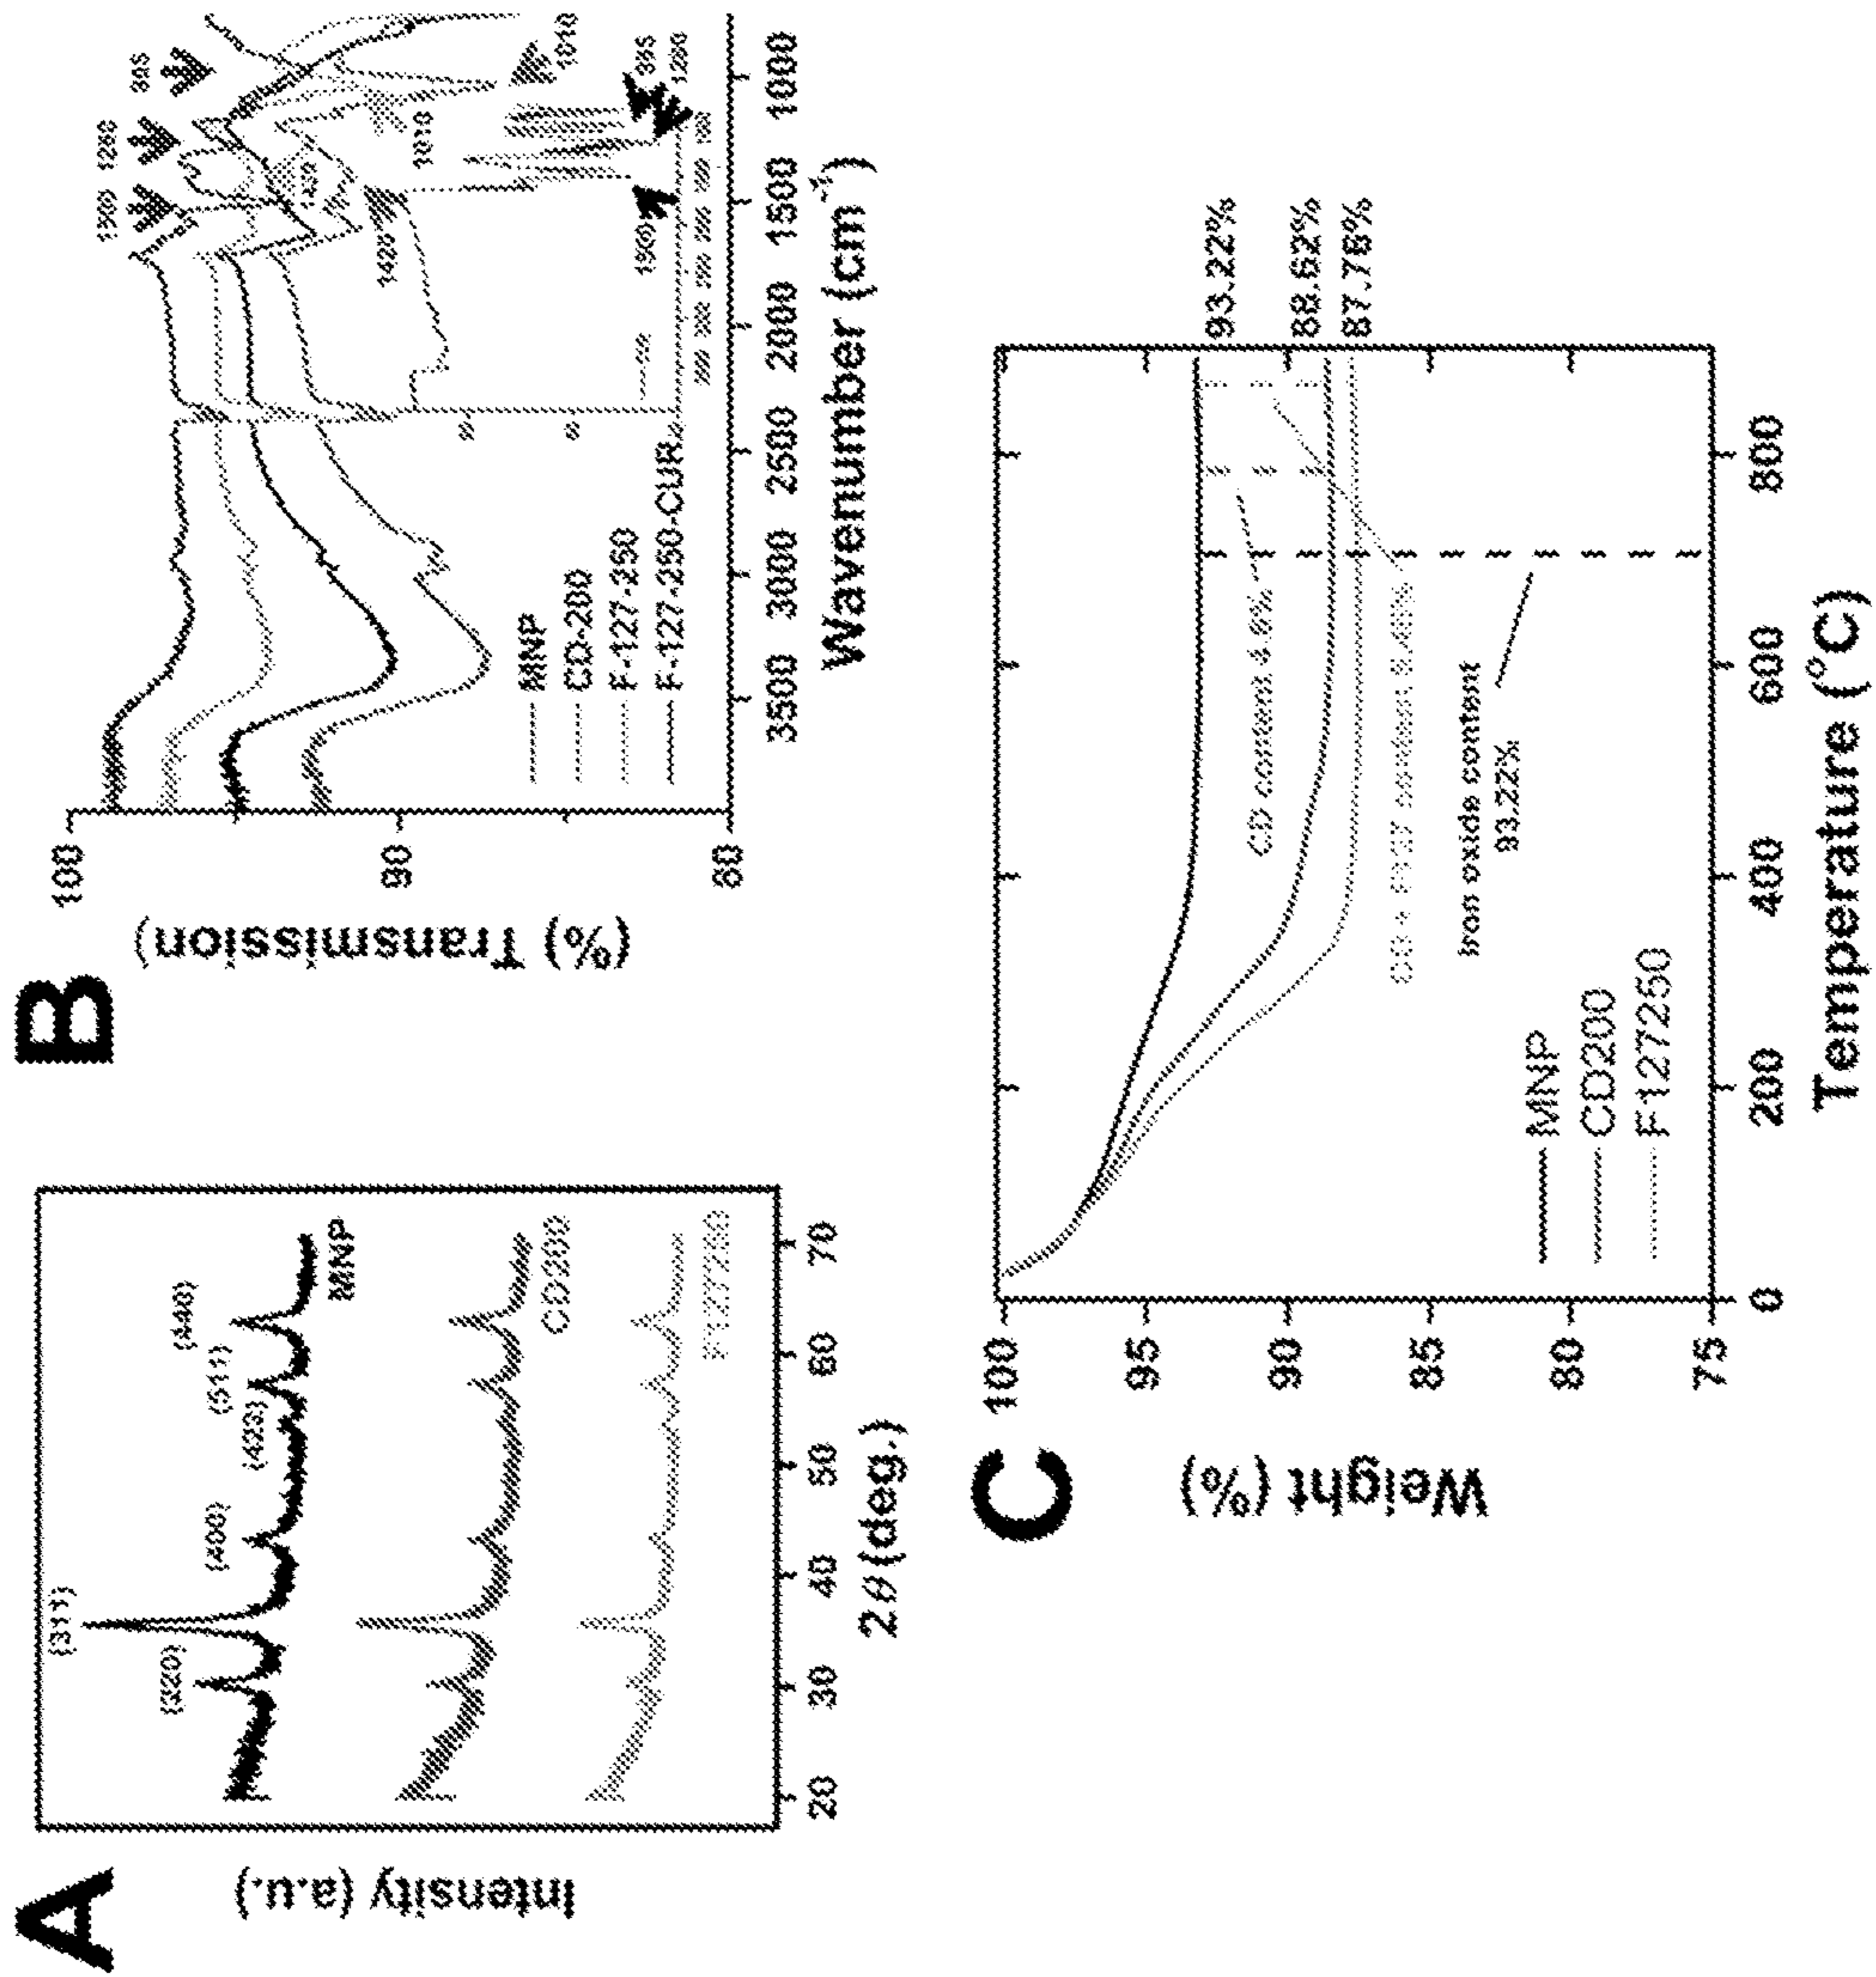 A
Intensity (a.u.)
(220)
(311)
(400)
(511)
(440)
MNP
CD200
F127250
20 30 40 50 60 70
2θ (deg.)
B
(%) Transmission)
100
90
80
1260
1010
1010
1420
1260
MNP
CD-200
F-127-250
F-127-250-CUR
3500 3000 2500 2000 1500 1000
Wavenumber (cm⁻¹)
C
Weight (%)
100
95
90
85
80
75
93.22%
88.62%
87.76%
CD content 4.6%
Iron oxide content
93.22%
MNP
CD200
F127250
0 200 400 600 800
Temperature (°C)